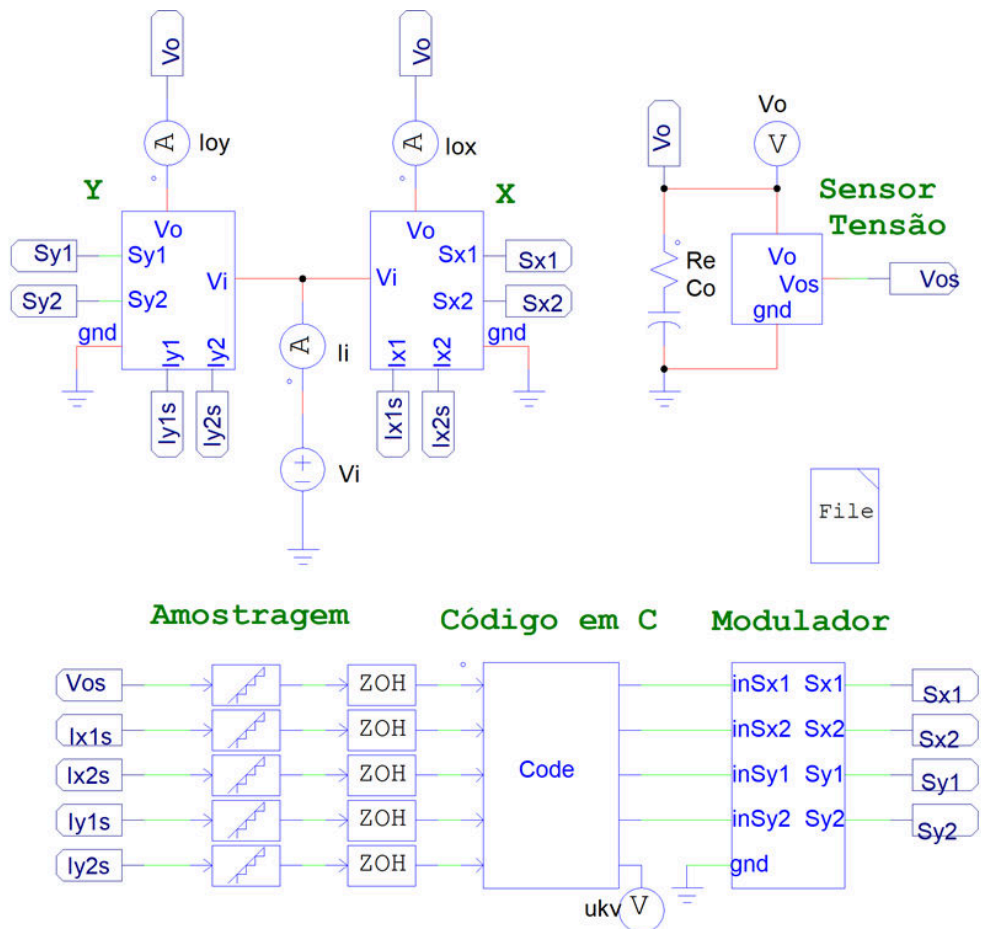 Vo
Vo
A
Ioy
A
Iox
Vo
Vo
V
Y
X
Sensor
Tensão
Sy1
Sy2
Vo
Sy1
Sy2
Vi
gnd
Iy1
Iy2
Iy1s
Iy2s
A
Ii
Vi
Vo
Vi
Sx1
Sx2
gnd
Ix1
Ix2
Sx1
Sx2
Ix1s
Ix2s
Re
Co
Vo
Vos
gnd
Vos
File
Amostragem
Código em C
Modulador
Vos
ZOH
inSx1 Sx1
Sx1
Ix1s
ZOH
inSx2 Sx2
Sx2
Ix2s
ZOH
Code
inSy1 Sy1
Sy1
Iy1s
ZOH
inSy2 Sy2
Sy2
Iy2s
ZOH
gnd
ukv
V